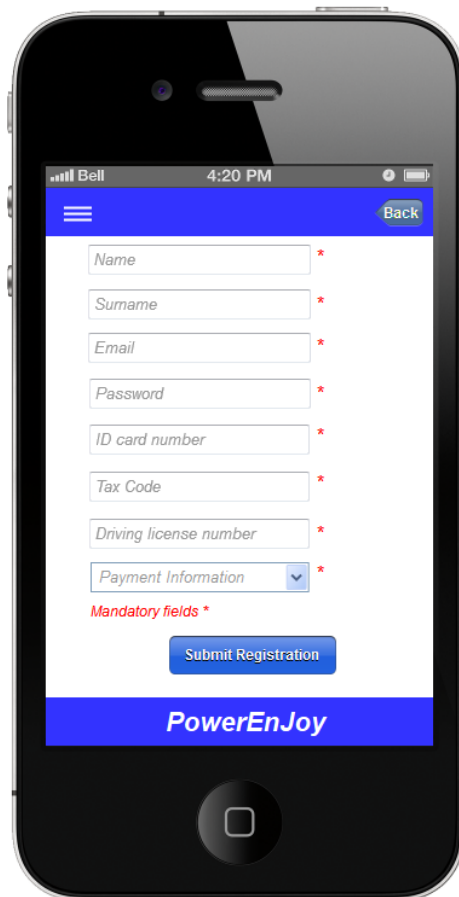 Bell 4:20 PM
Back
Name *
Surname *
Email *
Password *
ID card number *
Tax Code *
Driving license number *
Payment Information *
Mandatory fields *
Submit Registration
PowerEnJoy